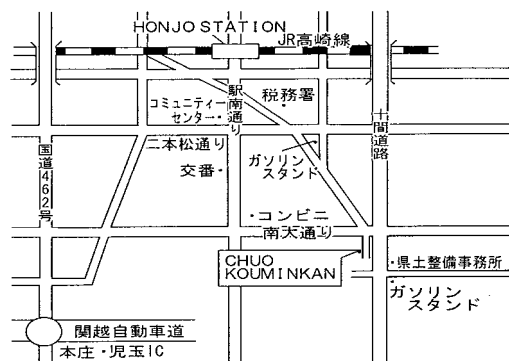 HONJO STATION
JR高崎線
駅南通り
税務署
コミュニティー
センター
十間道路
国道462号
二本松通り
ガソリン
スタンド
交番
コンビニ
南大通り
CHUO
KOUMINKAN
県土整備事務所
ガソリン
スタンド
関越自動車道
本庄・児玉IC